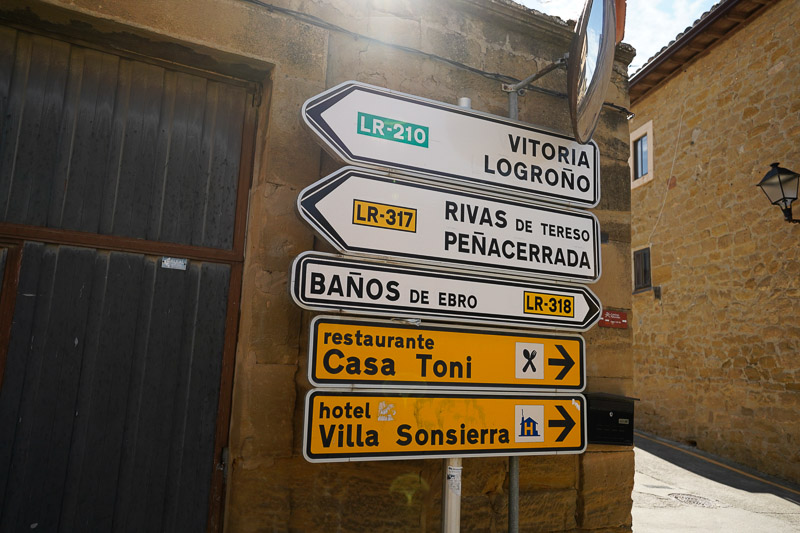 LR-210
VITORIA
LOGROÑO
LR-317
RIVAS DE TERESO
PEÑACERRADA
BAÑOS DE EBRO
LR-318
restaurante
Casa Toni
hotel
Villa Sonsierra
H